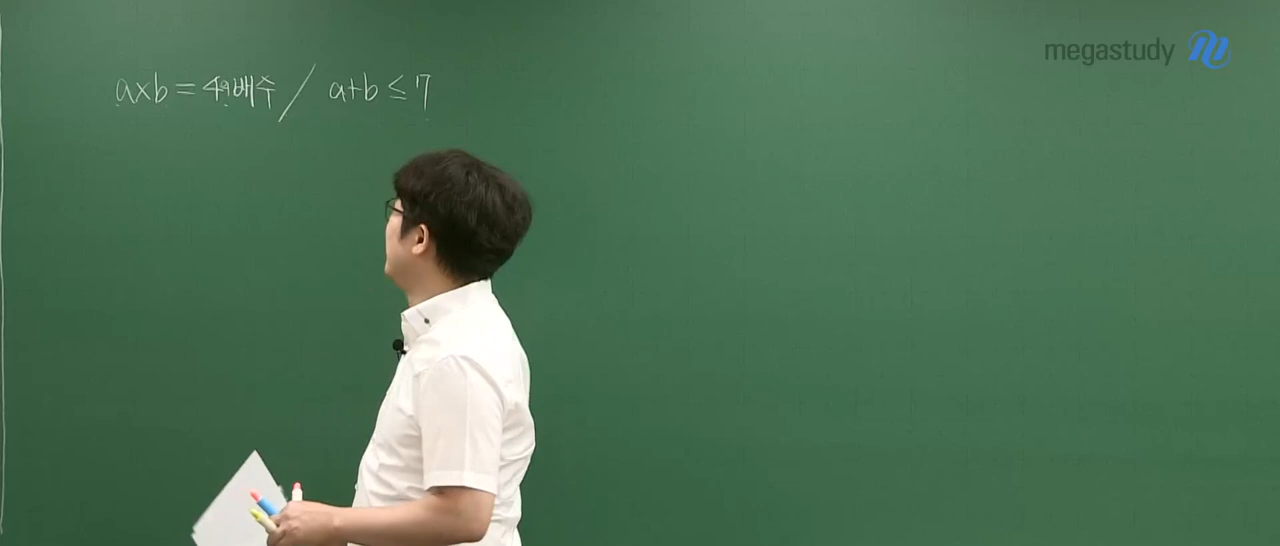 megastudy
a×b = 4의배수 / a+b ≤ 7